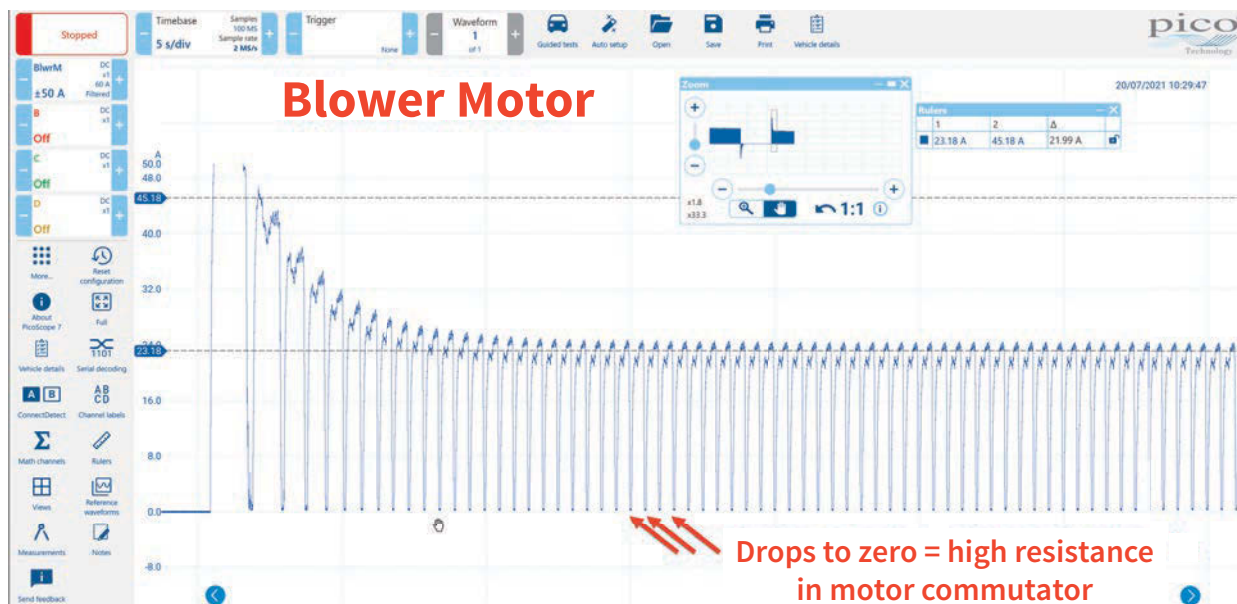 Stopped
Timebase
5 s/div
Samples
100 MS
Sample rate
2 MS/s
Trigger
None
Waveform
1
of 1
Guided tests
Auto setup
Open
Save
Print
Vehicle details
pico
Technology
BlwrM
±50 A
DC
x1
60 A
Filtered
B
Off
DC
x1
C
Off
DC
x1
D
Off
DC
x1
More...
Reset
configuration
About
PicoScope 7
Full
Vehicle details
Serial decoding
ConnectDetect
Channel labels
Math channels
Rulers
Views
Reference
waveforms
Measurements
Notes
Send feedback
Blower Motor
20/07/2021 10:29:47
Zoom
x1.8
x33.3
1:1
Rulers
1 2 Δ
23.18 A 45.18 A 21.99 A
A
50.0
48.0
45.18
40.0
32.0
24.0
23.18
16.0
8.0
0.0
-8.0
Drops to zero = high resistance
in motor commutator